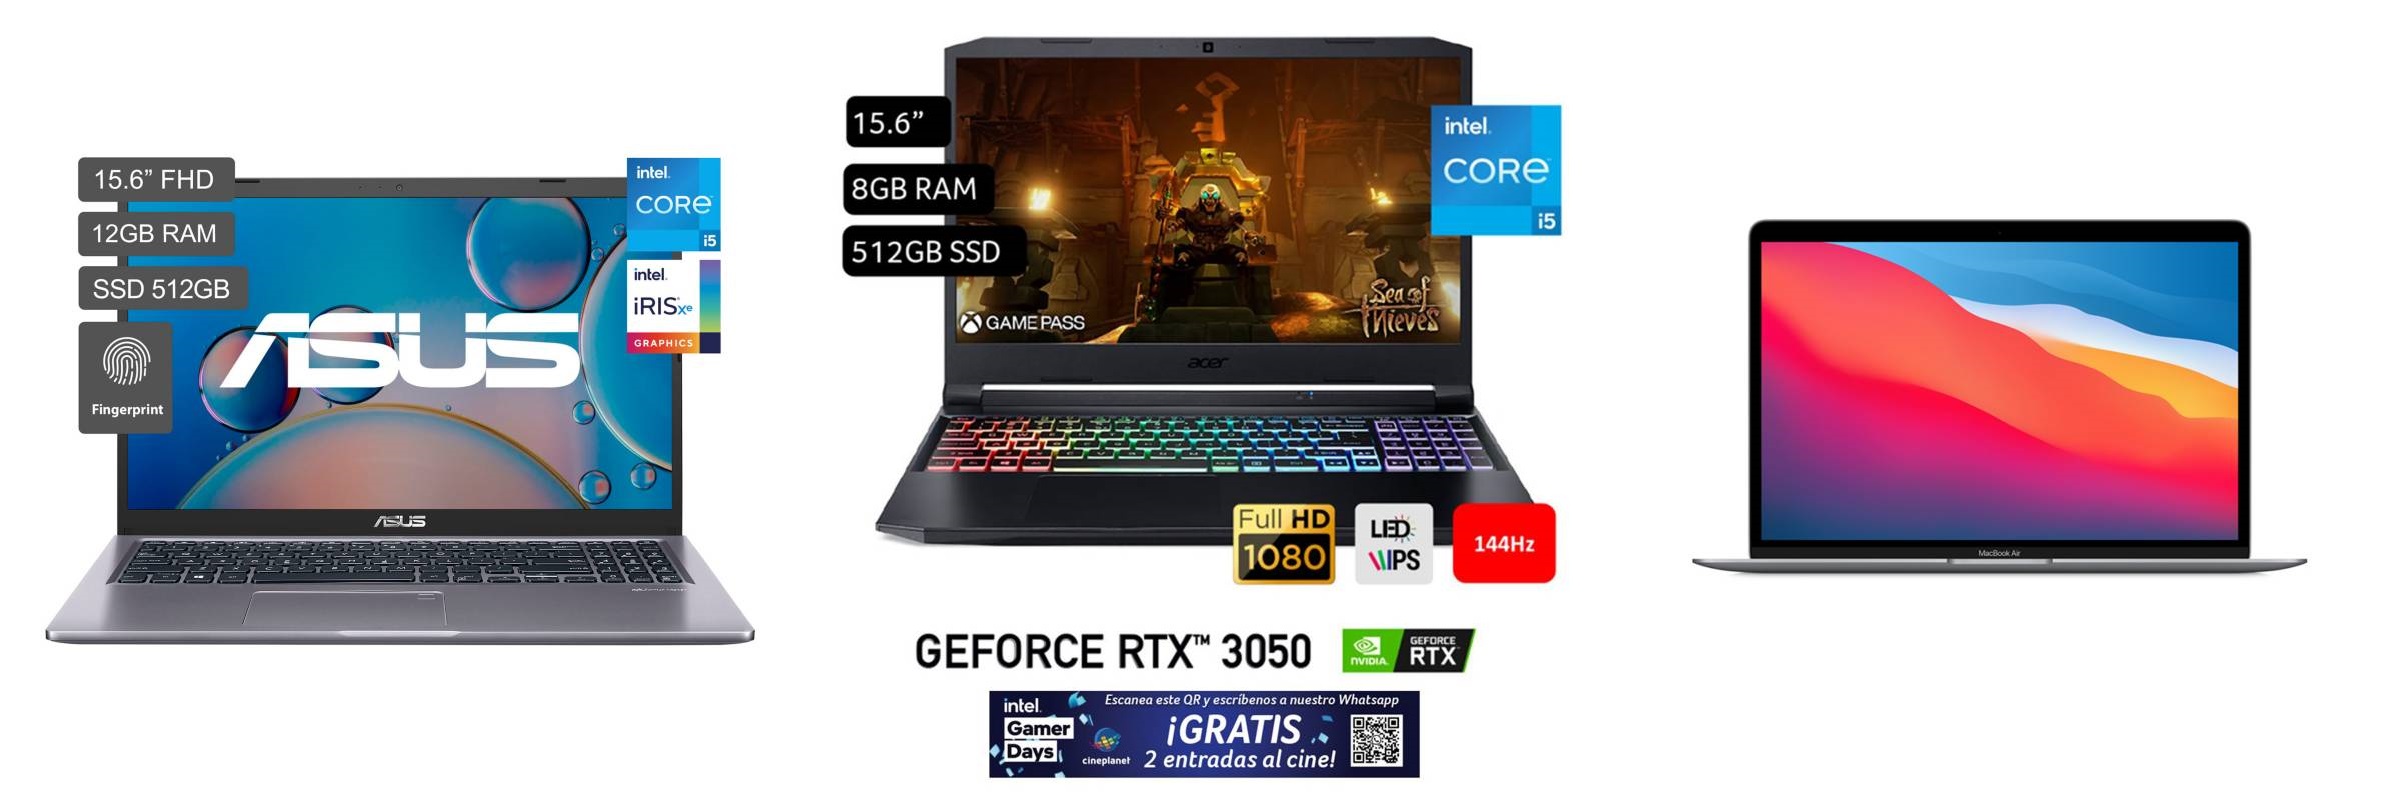 15.6” FHD
12GB RAM
SSD 512GB
Fingerprint
intel.
CORE
i5
intel.
iRISxe
GRAPHICS
ASUS
ASUS
15.6”
8GB RAM
512GB SSD
intel.
CORE
i5
GAME PASS
Sea of
Thieves
acer
Full HD
1080
LED
IPS
144Hz
GEFORCE RTX™ 3050
NVIDIA.
GEFORCE
RTX
intel.
Gamer
Days
cineplanet
Escanea este QR y escríbenos a nuestro Whatsapp
¡GRATIS
2 entradas al cine!
MacBook Air